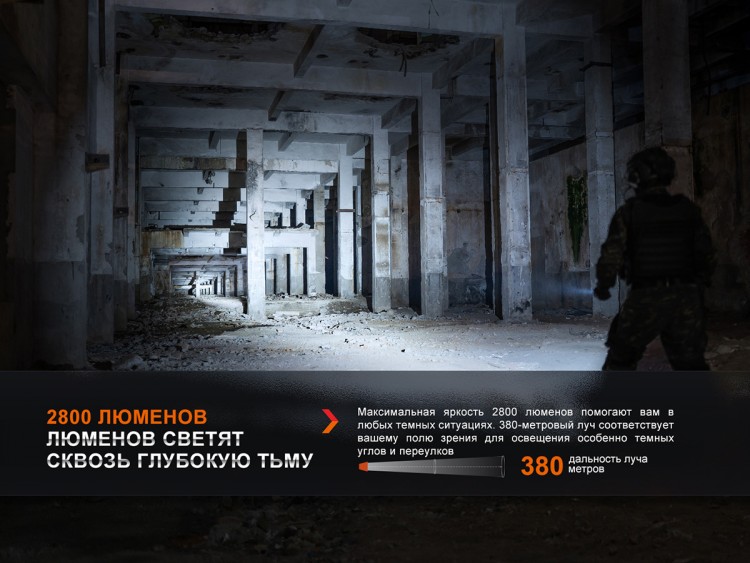 2800 ЛЮМЕНОВ
ЛЮМЕНОВ СВЕТЯТ
СКВОЗЬ ГЛУБОКУЮ ТЬМУ
Максимальная яркость 2800 люменов помогают вам в
любых темных ситуациях. 380-метровый луч соответствует
вашему полю зрения для освещения особенно темных
углов и переулков
380 дальность луча
метров